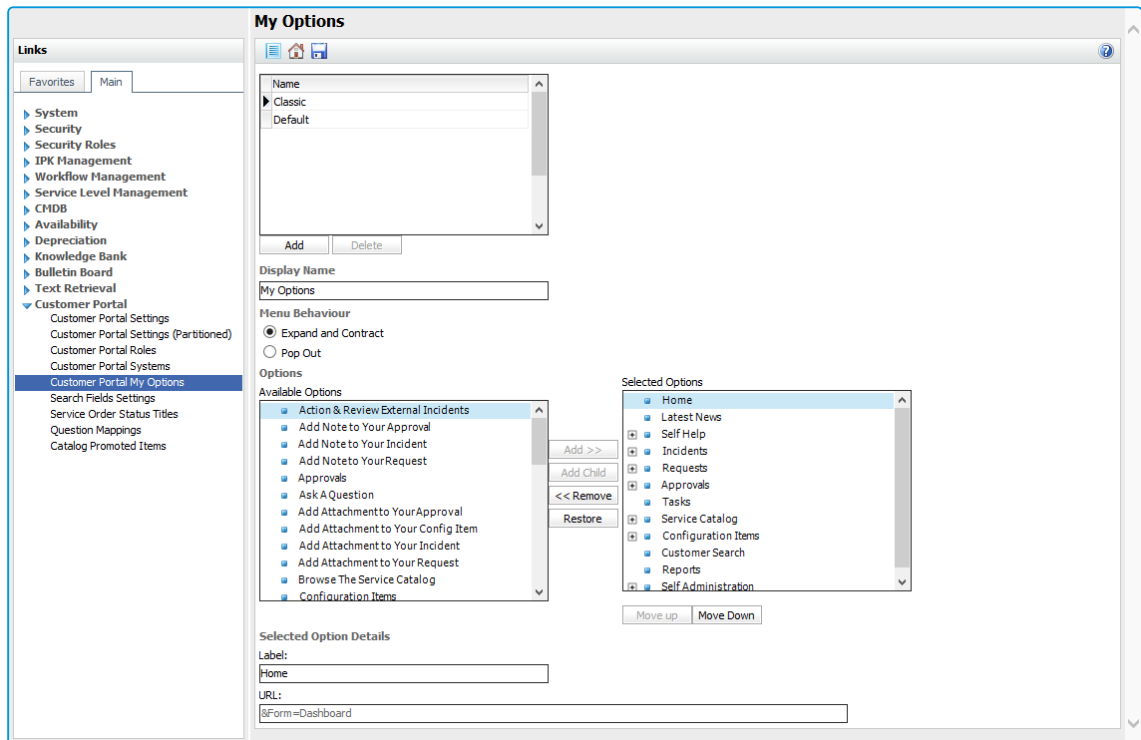 My Options
Links
Favorites
Main
System
Security
Security Roles
IPK Management
Workflow Management
Service Level Management
CMDB
Availability
Depreciation
Knowledge Bank
Bulletin Board
Text Retrieval
Customer Portal
Customer Portal Settings
Customer Portal Settings (Partitioned)
Customer Portal Roles
Customer Portal Systems
Customer Portal My Options
Search Fields Settings
Service Order Status Titles
Question Mappings
Catalog Promoted Items
Name
Classic
Default
Add
Delete
Display Name
My Options
Menu Behaviour
Expand and Contract
Pop Out
Options
Available Options
Action & Review External Incidents
Add Note to Your Approval
Add Note to Your Incident
Add Note to Your Request
Approvals
Ask A Question
Add Attachment to Your Approval
Add Attachment to Your Config Item
Add Attachment to Your Incident
Add Attachment to Your Request
Browse The Service Catalog
Configuration Items
Add >>
Add Child
<< Remove
Restore
Selected Options
Home
Latest News
Self Help
Incidents
Requests
Approvals
Tasks
Service Catalog
Configuration Items
Customer Search
Reports
Self Administration
Move up
Move Down
Selected Option Details
Label:
Home
URL:
&Form=Dashboard